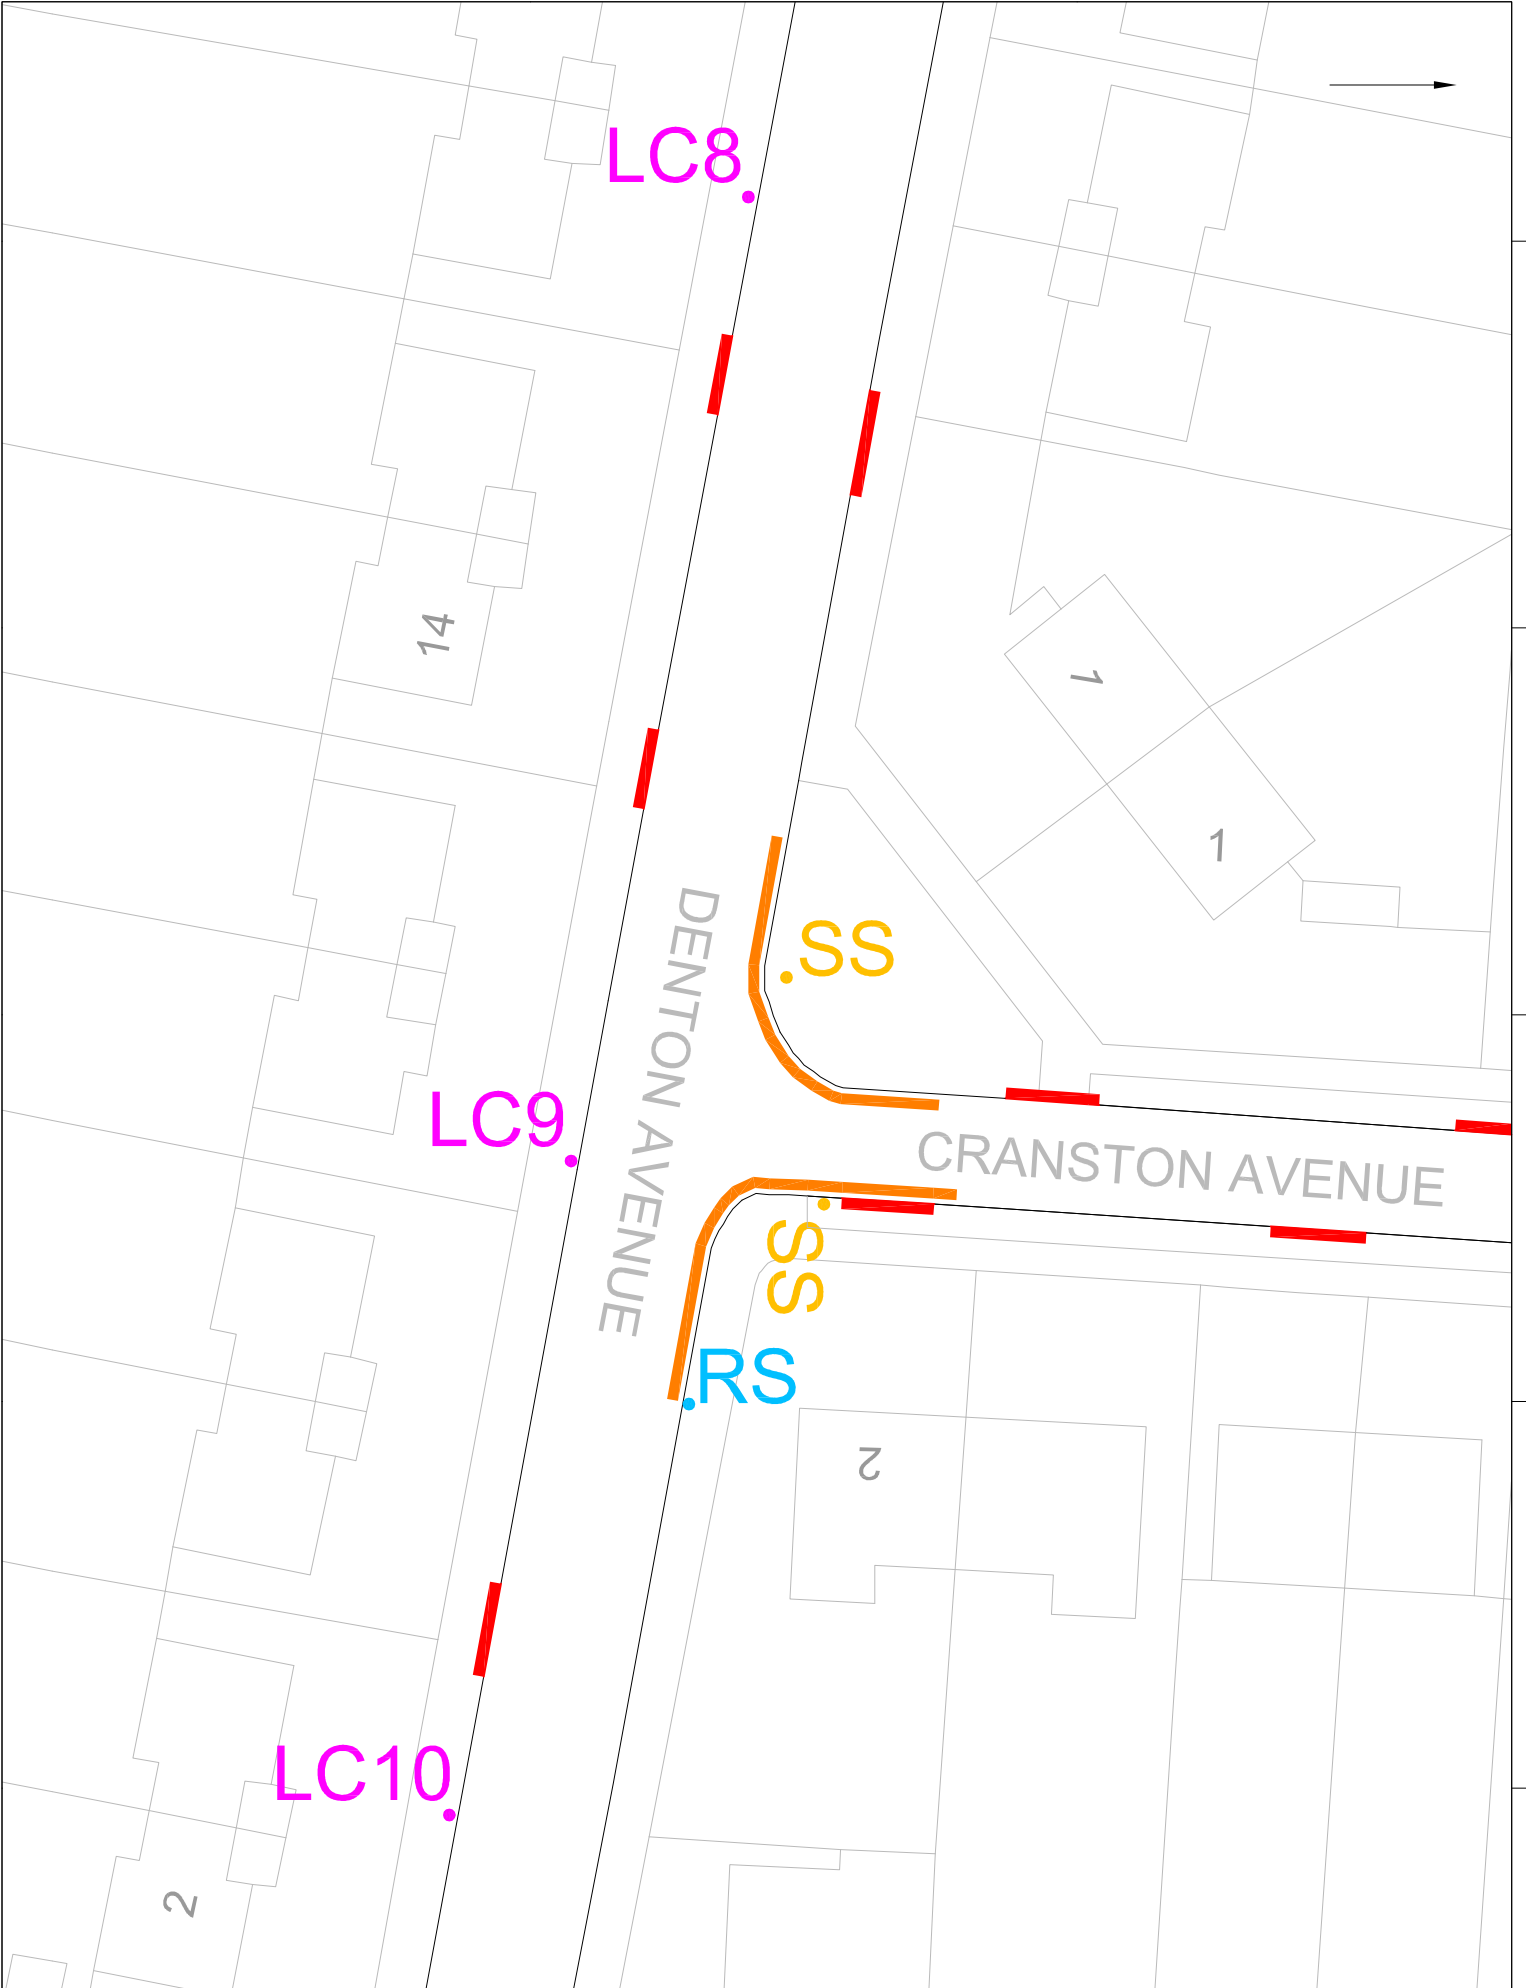 LC8
14
1
1
DENTON AVENUE
SS
LC9
CRANSTON AVENUE
SS
RS
2
LC10
2